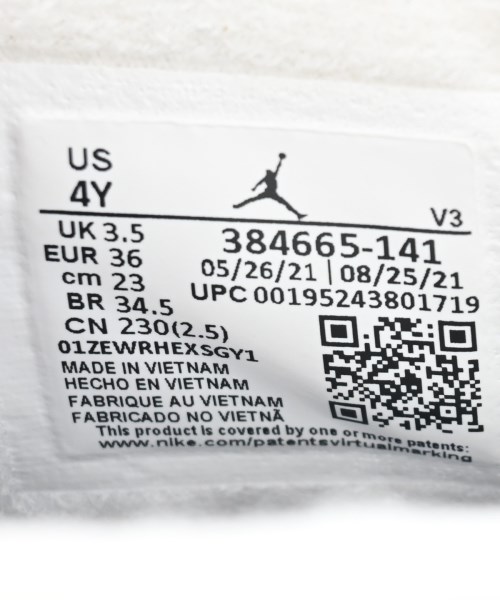 US
4Y
V3
UK 3.5
EUR 36
cm 23
BR 34.5
CN 230(2.5)
384665-141
05/26/21 | 08/25/21
UPC 00195243801719
01ZEWRHEXSGY1
MADE IN VIETNAM
HECHO EN VIETNAM
FABRIQUE AU VIETNAM
FABRICADO NO VIETNÃ
This product is covered by one or more patents:
www.nike.com/patentsvirtualmarking